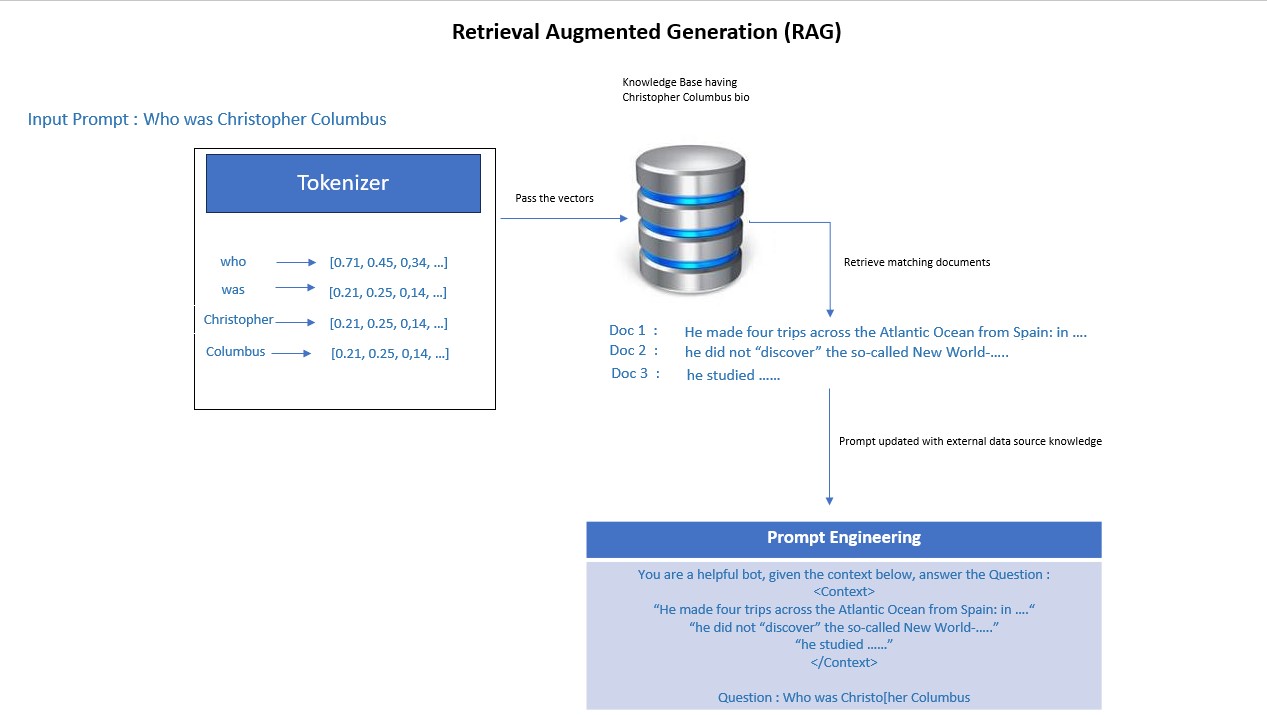 Retrieval Augmented Generation (RAG)
Knowledge Base having
Christopher Columbus bio
Input Prompt : Who was Christopher Columbus
Tokenizer
who [0.71, 0.45, 0,34, ...]
was [0.21, 0.25, 0,14, ...]
Christopher [0.21, 0.25, 0,14, ...]
Columbus [0.21, 0.25, 0,14, ...]
Pass the vectors
Retrieve matching documents
Doc 1 : He made four trips across the Atlantic Ocean from Spain: in ....
Doc 2 : he did not “discover” the so-called New World-.....
Doc 3 : he studied ......
Prompt updated with external data source knowledge
Prompt Engineering
You are a helpful bot, given the context below, answer the Question :
<Context>
“He made four trips across the Atlantic Ocean from Spain: in ....“
“he did not “discover” the so-called New World-.....”
“he studied ......”
</Context>
Question : Who was Christo[her Columbus